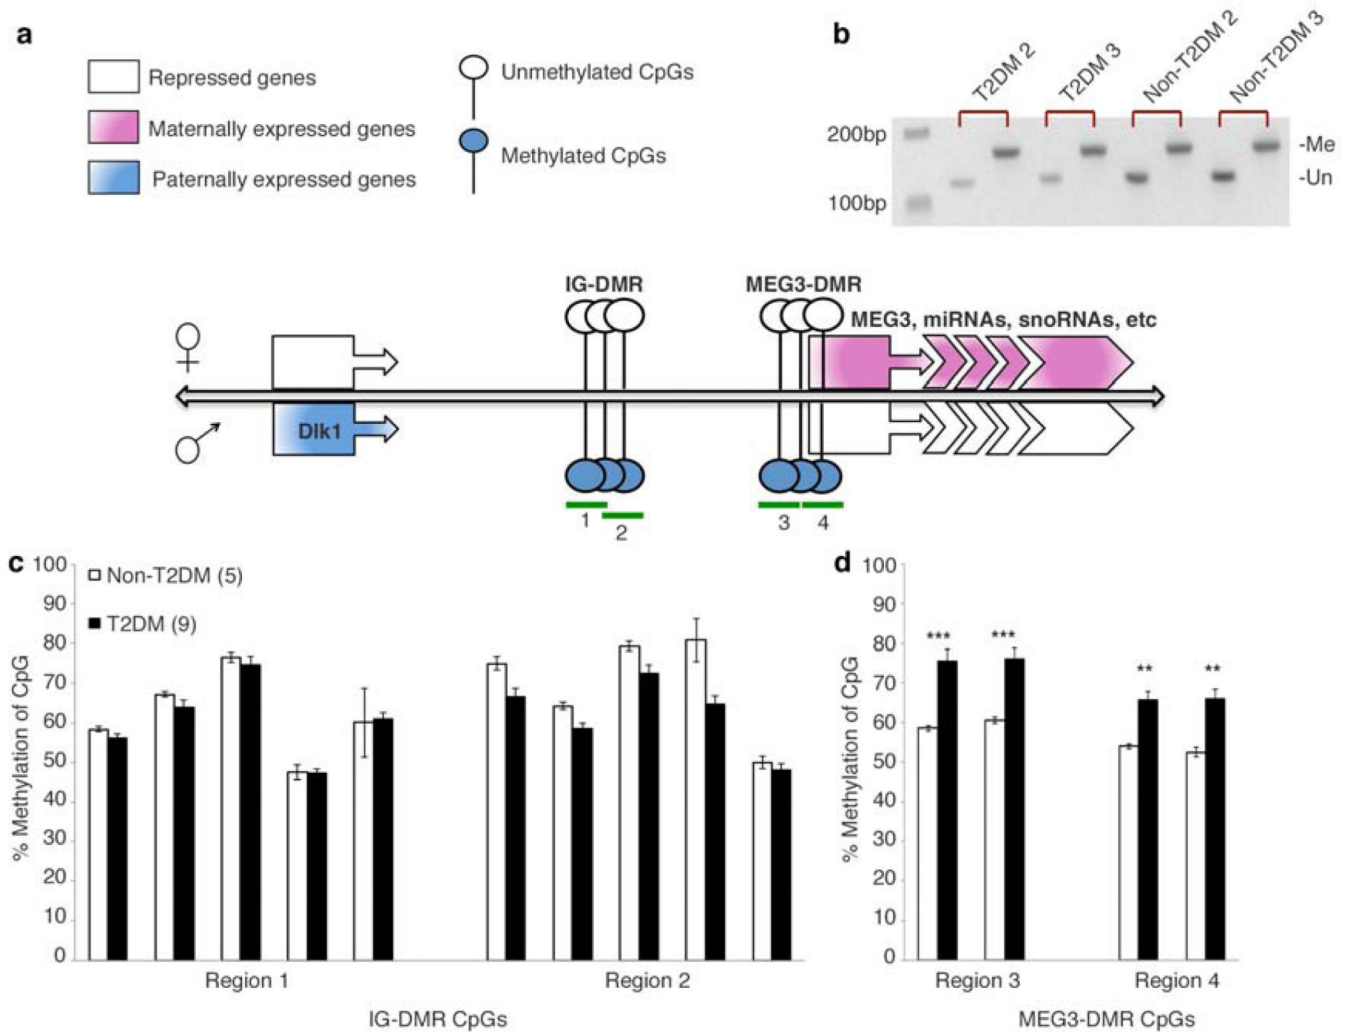 a
Repressed genes
Maternally expressed genes
Paternally expressed genes
Unmethylated CpGs
Methylated CpGs
b
T2DM 2
T2DM 3
Non-T2DM 2
Non-T2DM 3
200bp
100bp
-Me
-Un
IG-DMR
MEG3-DMR
MEG3, miRNAs, snoRNAs, etc
♀
♂
Dlk1
1
2
3
4
c
% Methylation of CpG
100
90
80
70
60
50
40
30
20
10
0
Non-T2DM (5)
T2DM (9)
Region 1
Region 2
IG-DMR CpGs
d
% Methylation of CpG
100
90
80
70
60
50
40
30
20
10
0
*** ***
** **
Region 3
Region 4
MEG3-DMR CpGs